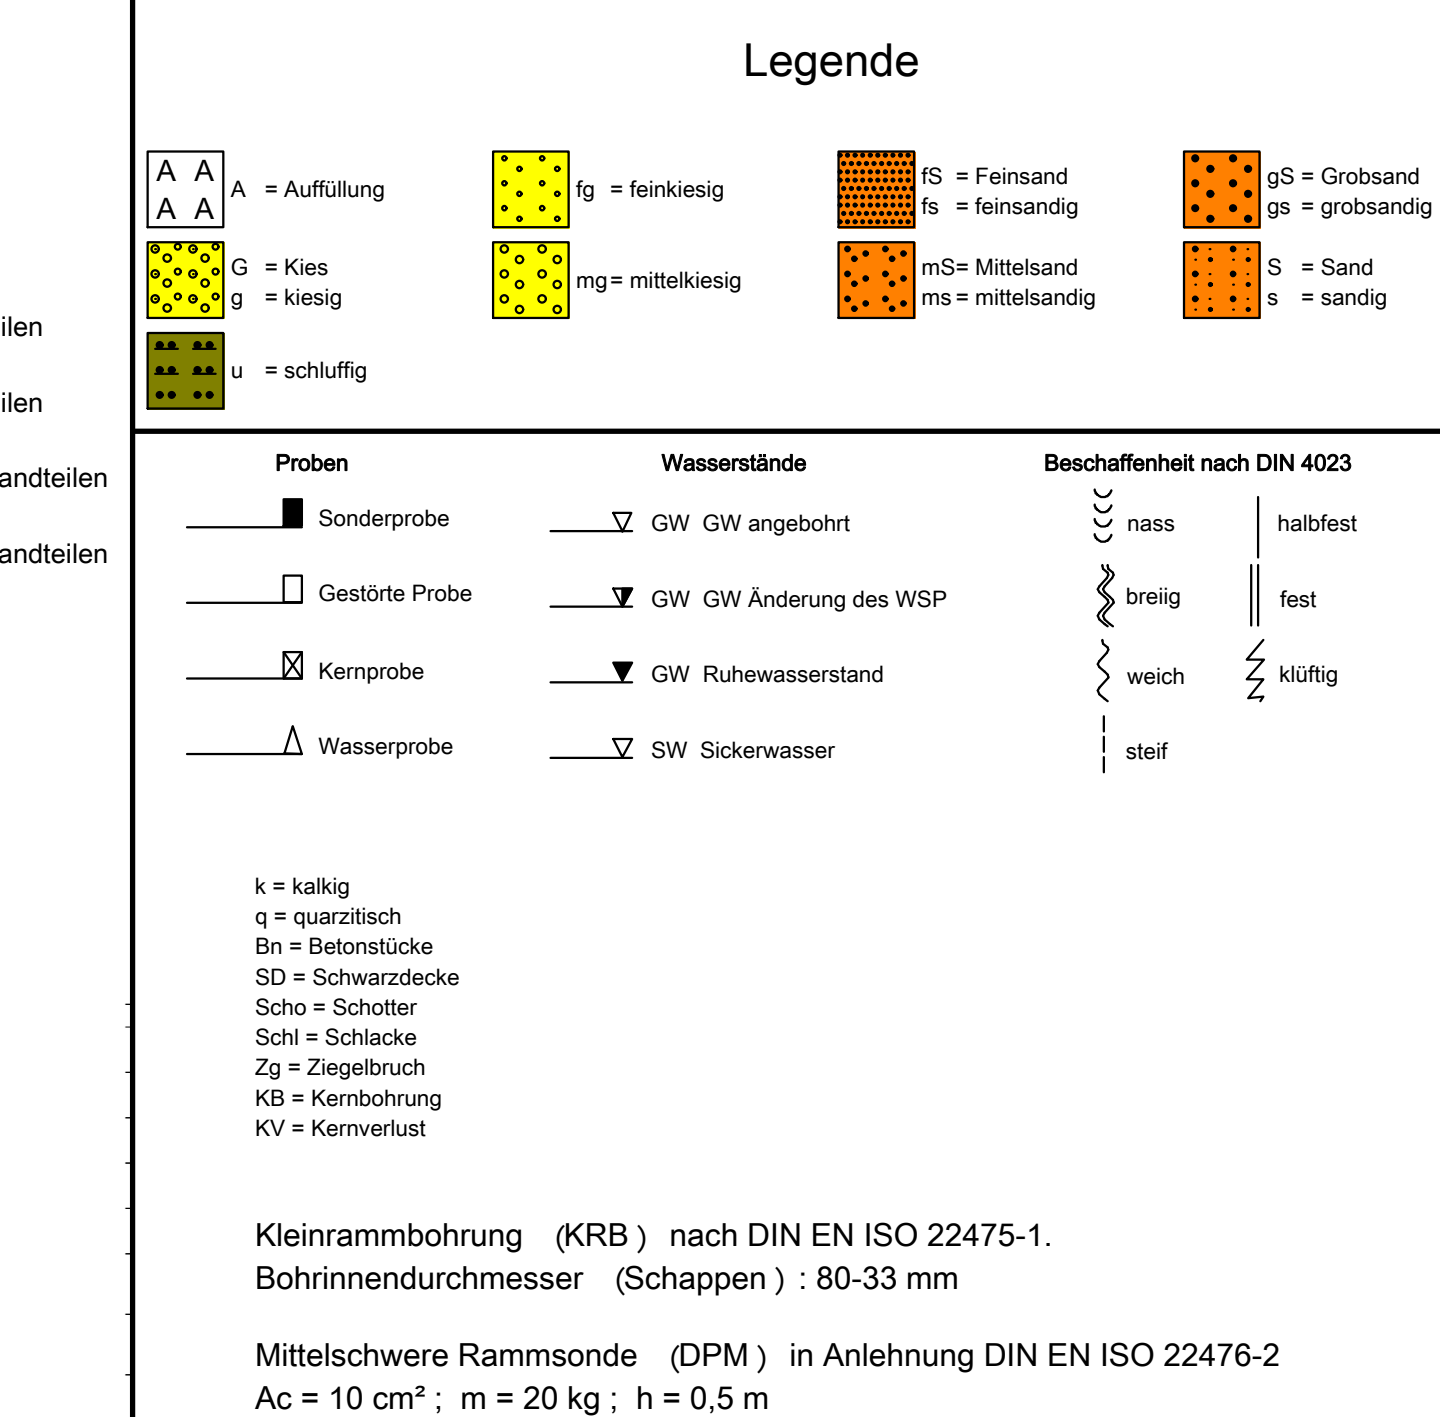 Legende
A A
A A
A = Auffüllung
fg = feinkiesig
fS = Feinsand
fs = feinsandig
gS = Grobsand
gs = grobsandig
G = Kies
g = kiesig
mg = mittelkiesig
mS = Mittelsand
ms = mittelsandig
S = Sand
s = sandig
u = schluffig
ilen
ilen
andteilen
andteilen
Proben
Sonderprobe
Gestörte Probe
Kernprobe
Wasserprobe
Wasserstände
GW GW angebohrt
GW GW Änderung des WSP
GW Ruhewasserstand
SW Sickerwasser
Beschaffenheit nach DIN 4023
nass
breiig
weich
steif
halbfest
fest
klüftig
k = kalkig
q = quarzitisch
Bn = Betonstücke
SD = Schwarzdecke
Scho = Schotter
Schl = Schlacke
Zg = Ziegelbruch
KB = Kernbohrung
KV = Kernverlust
Kleinrammbohrung (KRB) nach DIN EN ISO 22475-1.
Bohrinnendurchmesser (Schappen) : 80-33 mm
Mittelschwere Rammsonde (DPM) in Anlehnung DIN EN ISO 22476-2
Ac = 10 cm² ; m = 20 kg ; h = 0,5 m